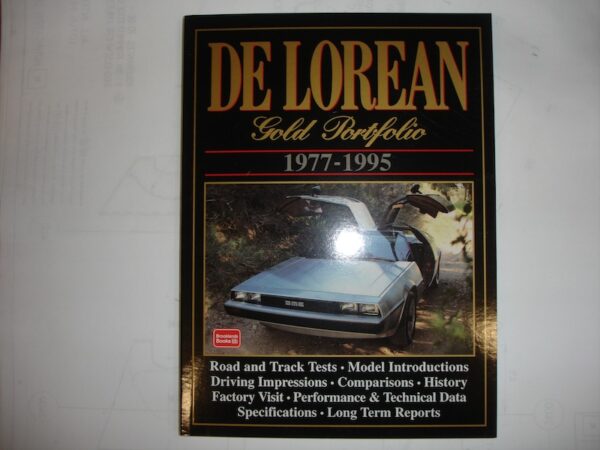 DE LOREAN
Gold Portfolio
1977-1995
DMC
Brooklands
Books
Road and Track Tests · Model Introductions
Driving Impressions · Comparisons · History
Factory Visit · Performance & Technical Data
Specifications · Long Term Reports